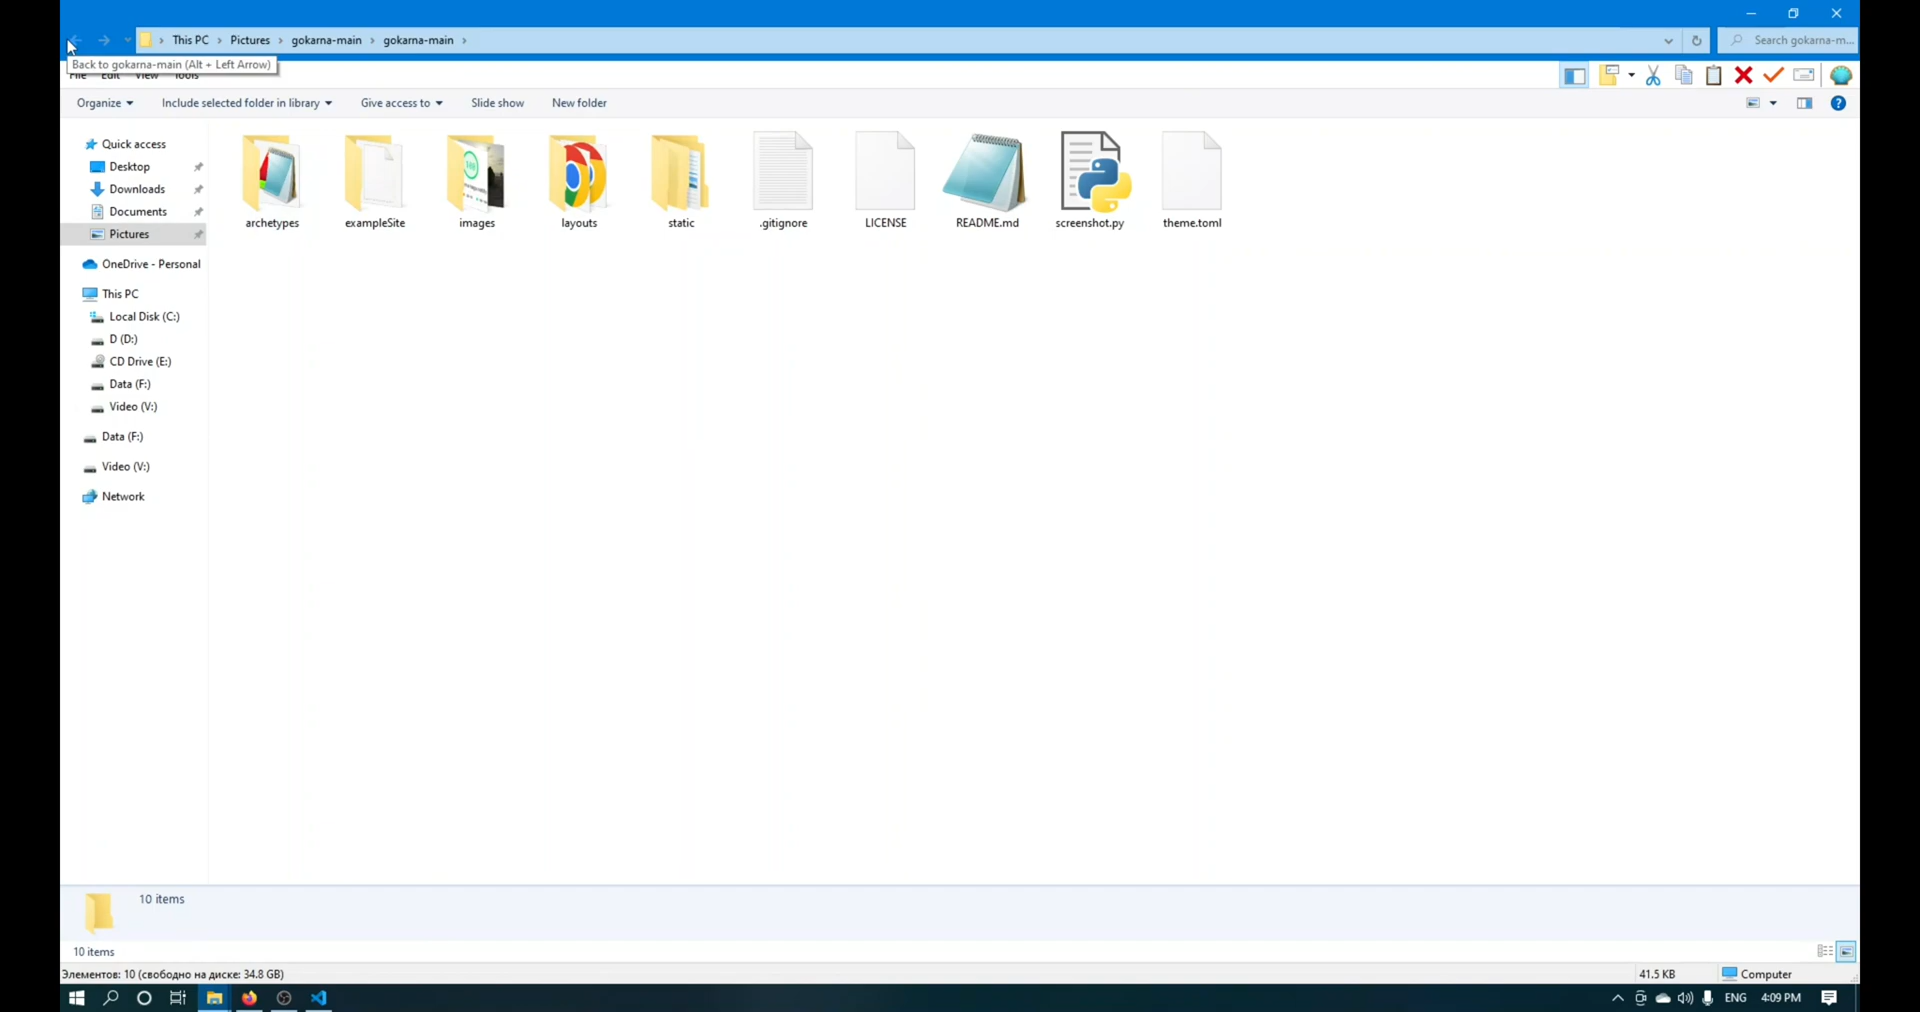 This PC
Pictures
gokarna-main
gokarna-main
Search gokarna-m...
Back to gokarna-main (Alt + Left Arrow)
File Edit View Tools
Organize
Include selected folder in library
Give access to
Slide show
New folder
Quick access
Desktop
Downloads
Documents
Pictures
OneDrive - Personal
This PC
Local Disk (C:)
D (D:)
CD Drive (E:)
Data (F:)
Video (V:)
Data (F:)
Video (V:)
Network
archetypes
exampleSite
images
layouts
static
.gitignore
LICENSE
README.md
screenshot.py
theme.toml
10 items
10 items
Элементов: 10 (свободно на диске: 34.8 GB)
41.5 KB
Computer
ENG
4:09 PM